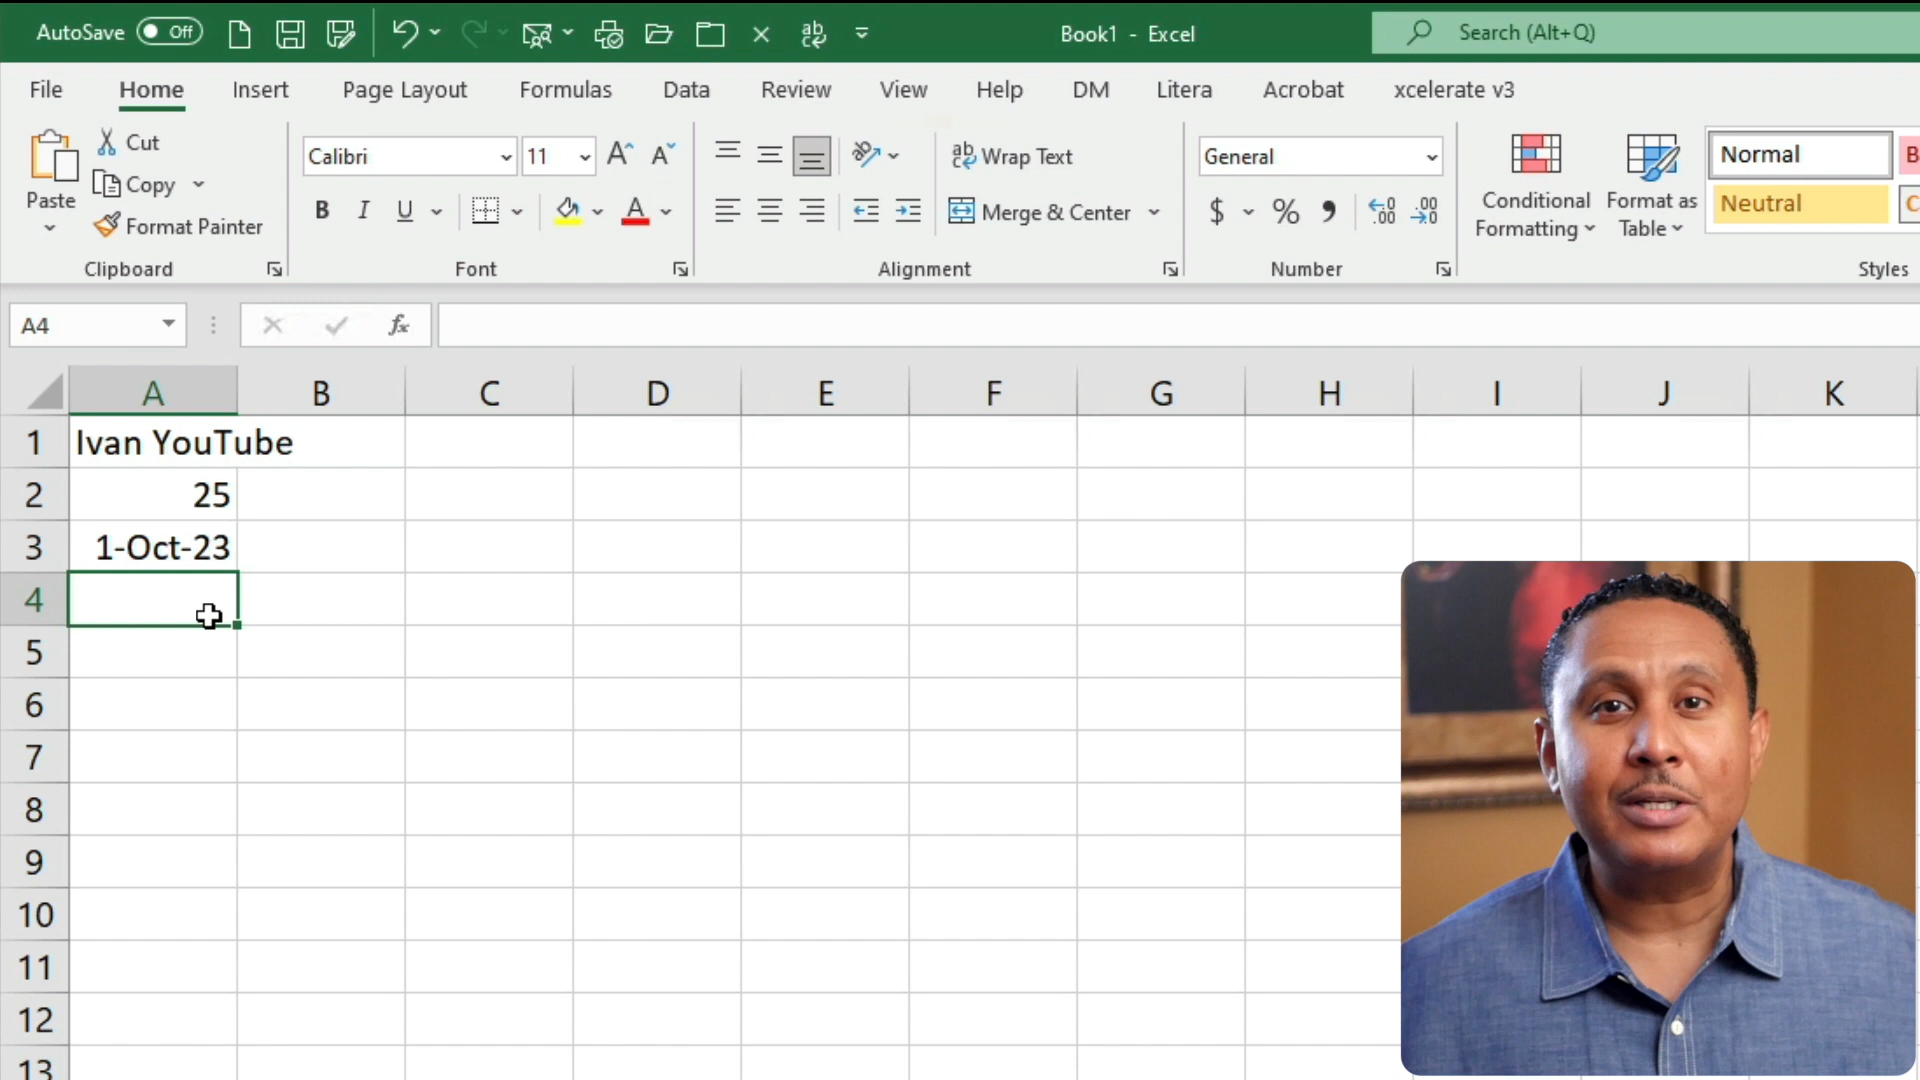 AutoSave Off Book1 - Excel Search (Alt+Q)
File Home Insert Page Layout Formulas Data Review View Help DM Litera Acrobat xcelerate v3
Paste
Cut
Copy
Format Painter
Clipboard
Calibri 11
B I U
Font
Wrap Text
Merge & Center
Alignment
General
$ % ,
Number
Conditional Formatting
Format as Table
Normal
Neutral
Styles
A4
fx
A B C D E F G H I J K
1 Ivan YouTube
2 25
3 1-Oct-23
4
5
6
7
8
9
10
11
12
13